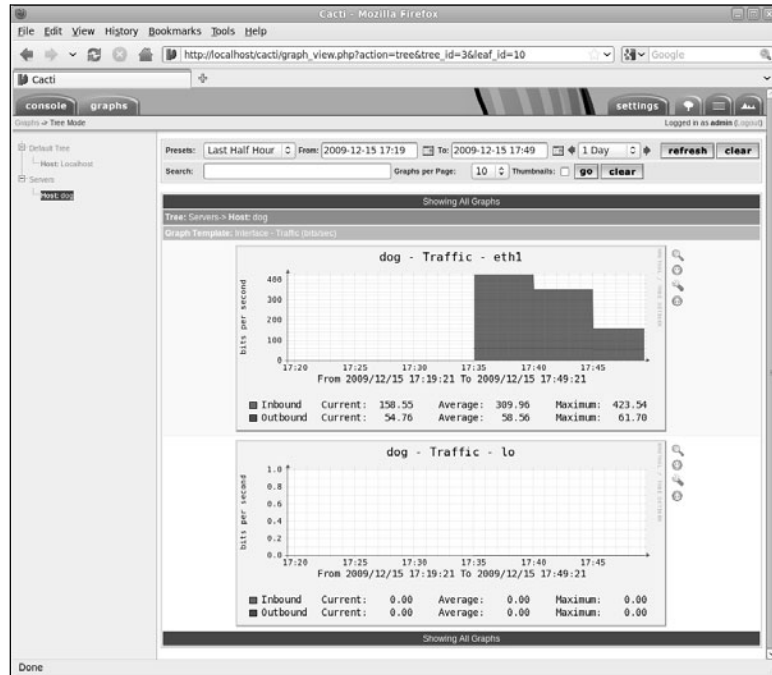 Cacti - Mozilla Firefox
File Edit View History Bookmarks Tools Help
http://localhost/cacti/graph_view.php?action=tree&tree_id=3&leaf_id=10
Google
Cacti
console graphs settings
Graphs -> Tree Mode Logged in as admin (Logout)
Default Tree
Host: Localhost
Servers
Host: dog
Presets: Last Half Hour From: 2009-12-15 17:19 To: 2009-12-15 17:49 1 Day refresh clear
Search: Graphs per Page: 10 Thumbnails: go clear
Showing All Graphs
Tree: Servers-> Host: dog
Graph Template: Interface - Traffic (bits/sec)
dog - Traffic - eth1
bits per second
400
300
200
100
0
17:20 17:25 17:30 17:35 17:40 17:45
From 2009/12/15 17:19:21 To 2009/12/15 17:49:21
Inbound Current: 158.55 Average: 309.96 Maximum: 423.54
Outbound Current: 54.76 Average: 58.56 Maximum: 61.70
dog - Traffic - lo
bits per second
1.0
0.8
0.6
0.4
0.2
0.0
17:20 17:25 17:30 17:35 17:40 17:45
From 2009/12/15 17:19:21 To 2009/12/15 17:49:21
Inbound Current: 0.00 Average: 0.00 Maximum: 0.00
Outbound Current: 0.00 Average: 0.00 Maximum: 0.00
Showing All Graphs
Done